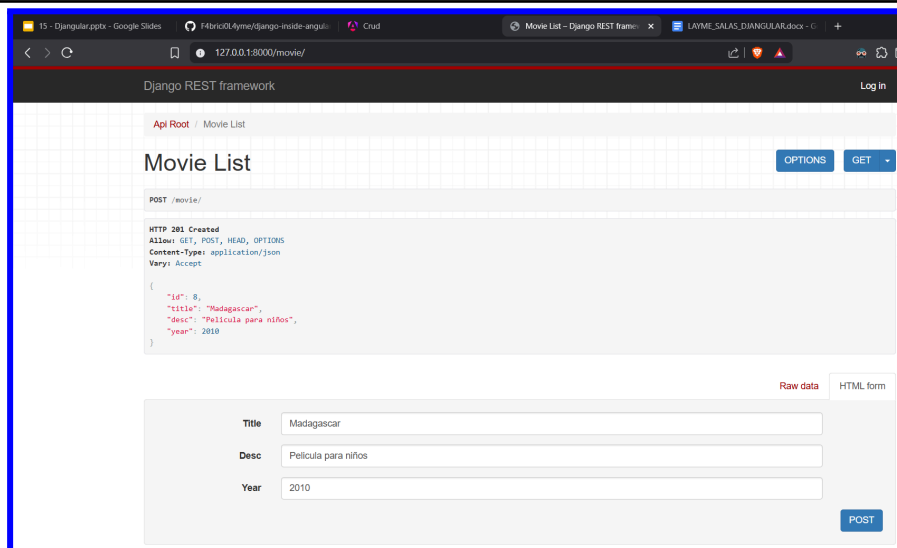 15 - Djangular.pptx - Google Slides
F4brici0L4yme/django-inside-angula
Crud
Movie List – Django REST framew
LAYME_SALAS_DJANGULAR.docx - G
127.0.0.1:8000/movie/
Django REST framework
Log in
Api Root / Movie List
Movie List
OPTIONS
GET
POST /movie/
HTTP 201 Created
Allow: GET, POST, HEAD, OPTIONS
Content-Type: application/json
Vary: Accept
{
"id": 8,
"title": "Madagascar",
"desc": "Pelicula para niños",
"year": 2010
}
Raw data
HTML form
Title
Madagascar
Desc
Pelicula para niños
Year
2010
POST